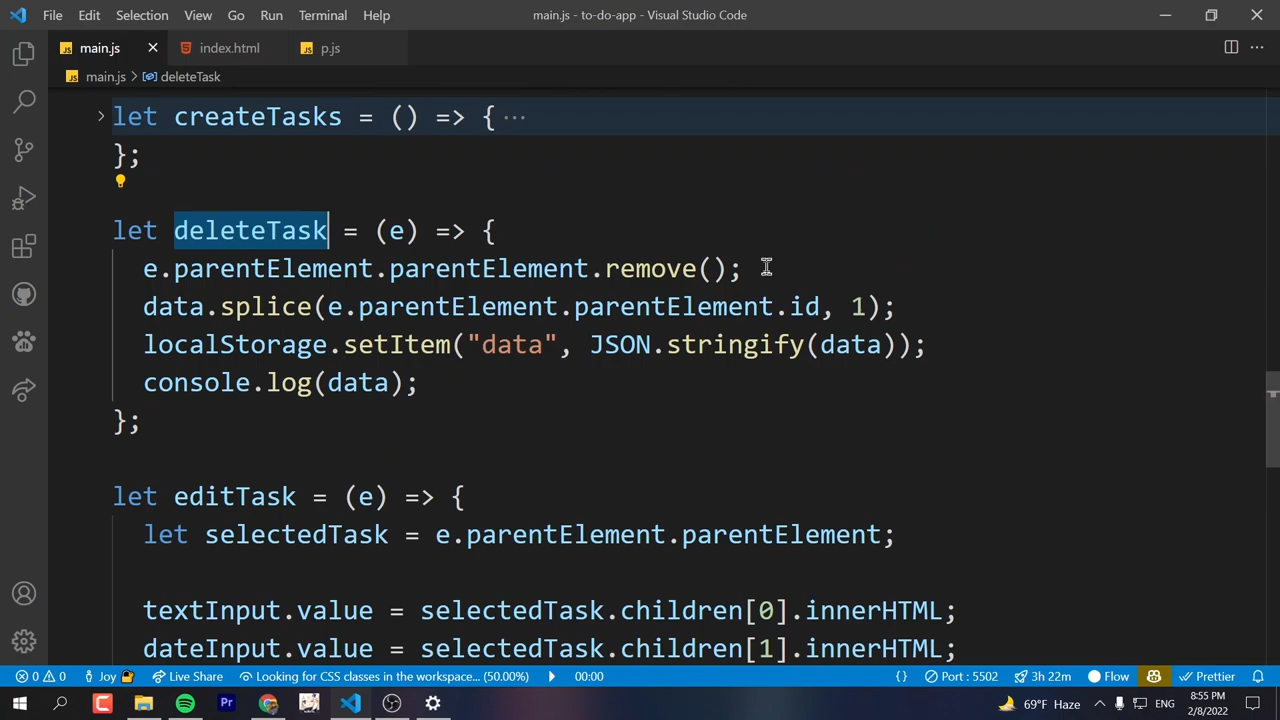 File Edit Selection View Go Run Terminal Help main.js - to-do-app - Visual Studio Code
JS main.js index.html JS p.js
JS main.js > deleteTask
let createTasks = () => { ···
};
let deleteTask = (e) => {
e.parentElement.parentElement.remove();
data.splice(e.parentElement.parentElement.id, 1);
localStorage.setItem("data", JSON.stringify(data));
console.log(data);
};
let editTask = (e) => {
let selectedTask = e.parentElement.parentElement;
textInput.value = selectedTask.children[0].innerHTML;
dateInput.value = selectedTask.children[1].innerHTML;
0 0 Joy Live Share Looking for CSS classes in the workspace (50.00%) 00:00 {} Port : 5502 3h 22m Flow Prettier
Pr 69°F Haze ENG 8:55 PM
2/8/2022